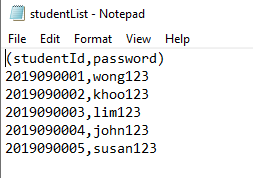 studentList - Notepad
File Edit Format View Help
(studentId,password)
2019090001,wong123
2019090002,khoo123
2019090003,lim123
2019090004,john123
2019090005,susan123